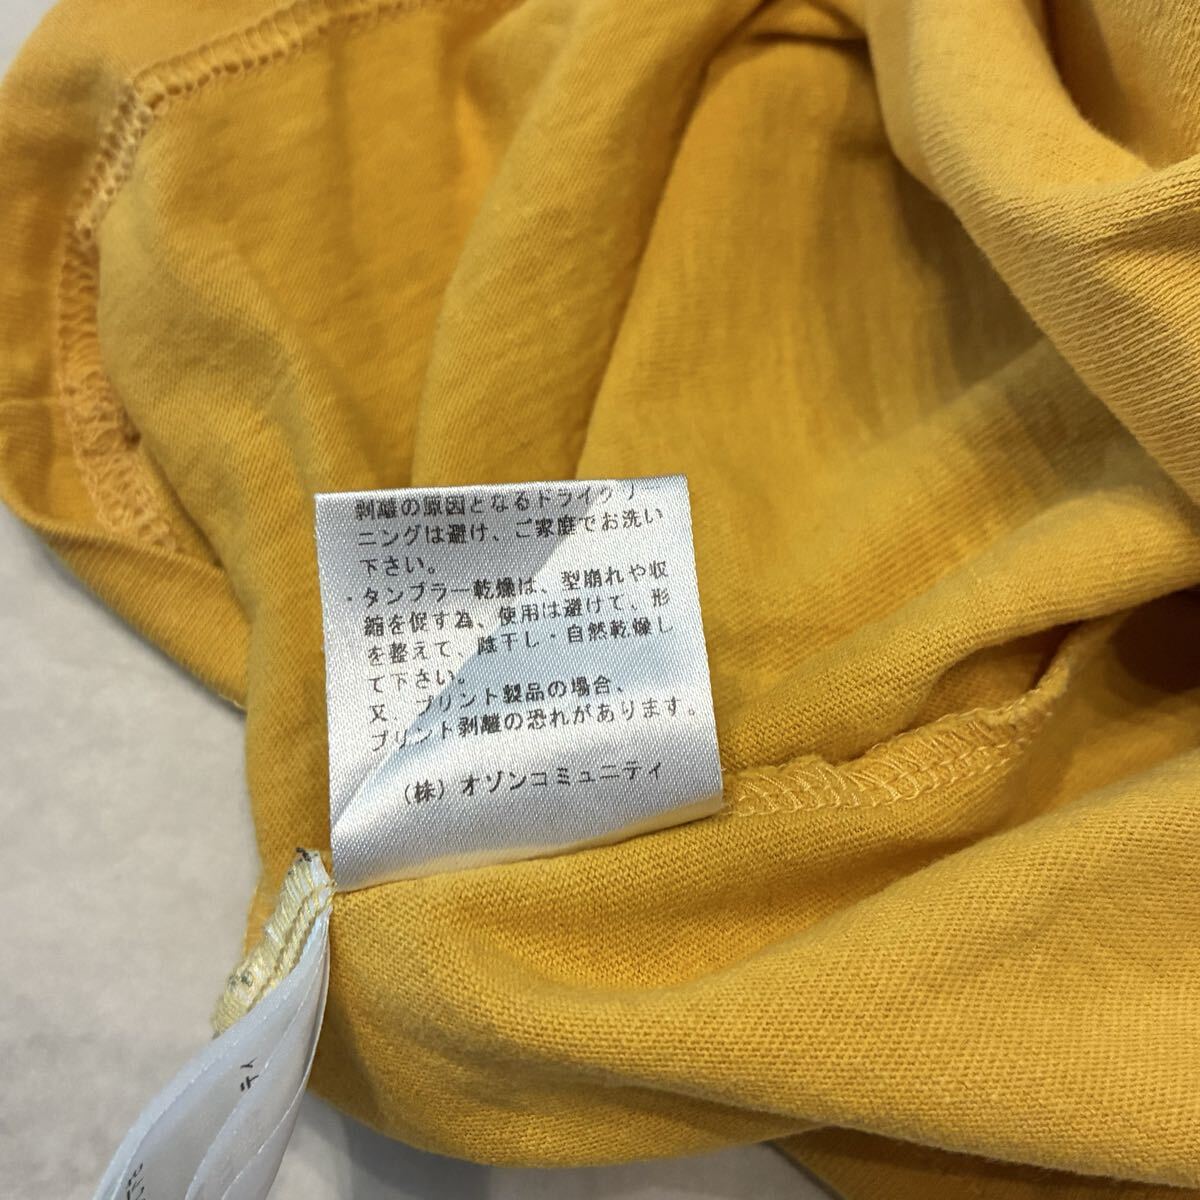 剥離の原因となるドライクリー
ニングは避け、ご家庭でお洗い
下さい。
・タンブラー乾燥は、型崩れや収
縮を促す為、使用は避けて、形
を整えて、陰干し・自然乾燥し
て下さい。
又、プリント製品の場合、
プリント剥離の恐れがあります。
(株)オゾンコミュニティ
ティ